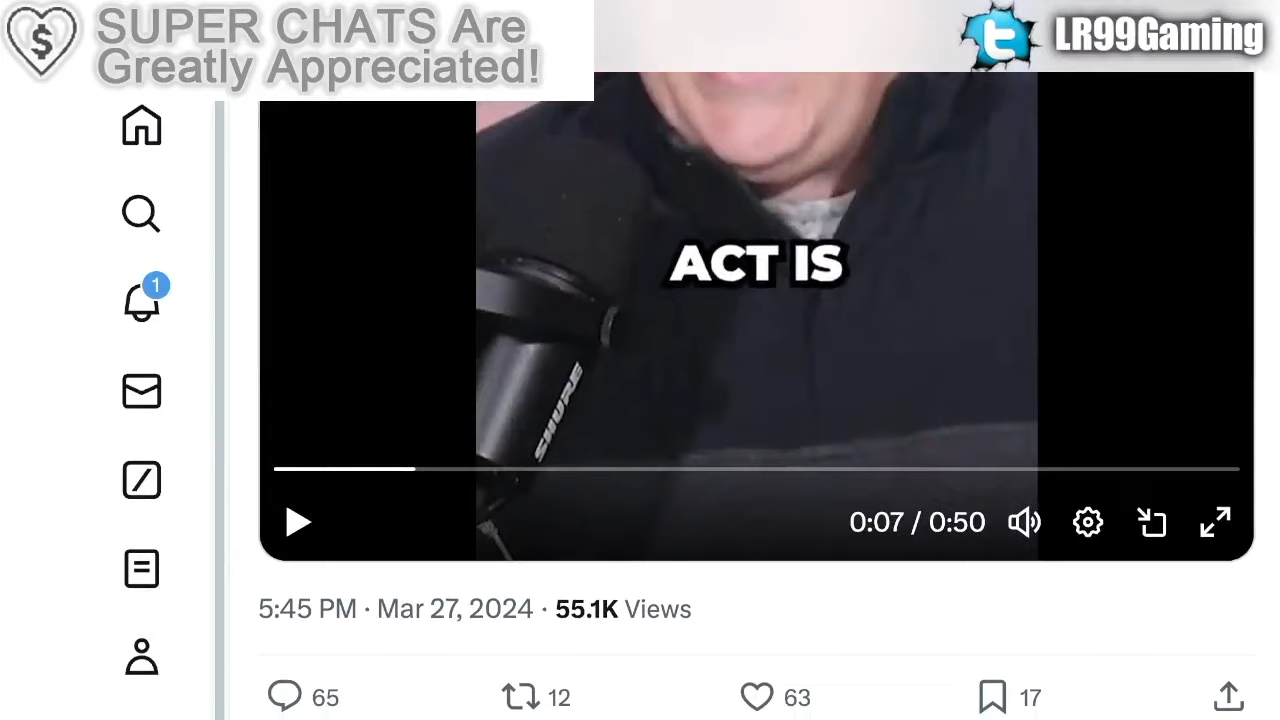 SUPER CHATS Are
Greatly Appreciated!
LR99Gaming
1
ACT IS
SHURE
0:07 / 0:50
5:45 PM · Mar 27, 2024 · 55.1K Views
65 12 63 17